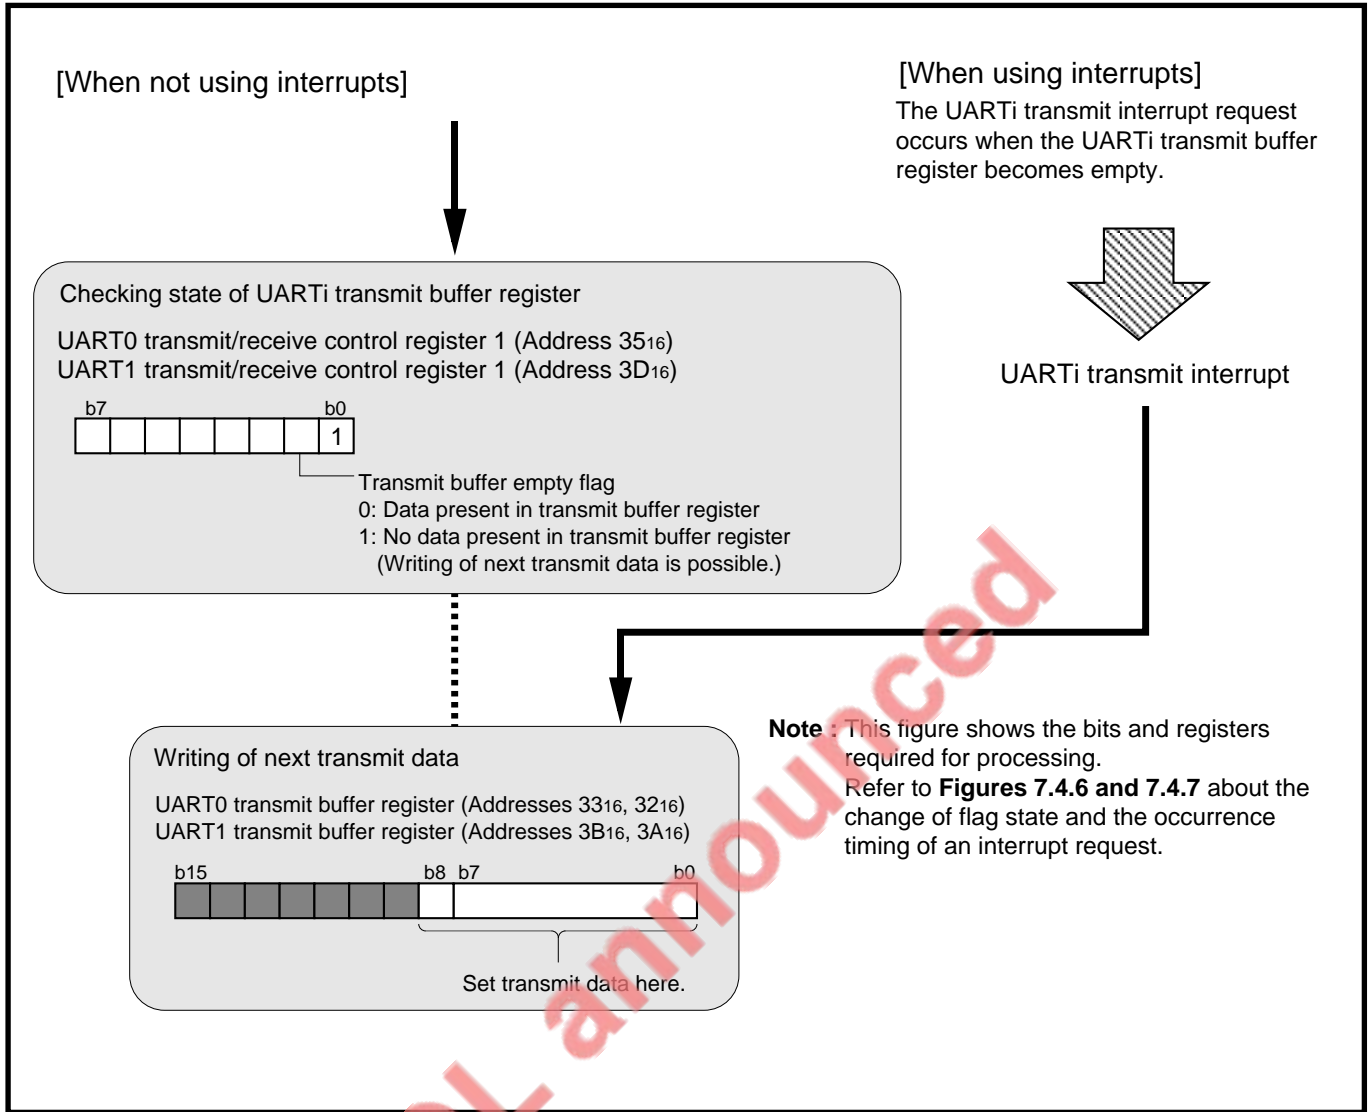 [When not using interrupts]
[When using interrupts]
The UARTi transmit interrupt request
occurs when the UARTi transmit buffer
register becomes empty.
Checking state of UARTi transmit buffer register
UART0 transmit/receive control register 1 (Address 3516)
UART1 transmit/receive control register 1 (Address 3D16)
b7 b0
1
Transmit buffer empty flag
0: Data present in transmit buffer register
1: No data present in transmit buffer register
(Writing of next transmit data is possible.)
UARTi transmit interrupt
Writing of next transmit data
UART0 transmit buffer register (Addresses 3316, 3216)
UART1 transmit buffer register (Addresses 3B16, 3A16)
b15 b8 b7 b0
Set transmit data here.
Note : This figure shows the bits and registers
required for processing.
Refer to Figures 7.4.6 and 7.4.7 about the
change of flag state and the occurrence
timing of an interrupt request.
announced